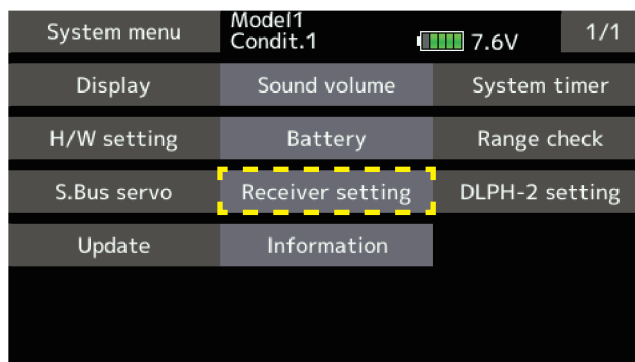 System menu
Model1
Condit.1
7.6V
1/1
Display
Sound volume
System timer
H/W setting
Battery
Range check
S.Bus servo
Receiver setting
DLPH-2 setting
Update
Information